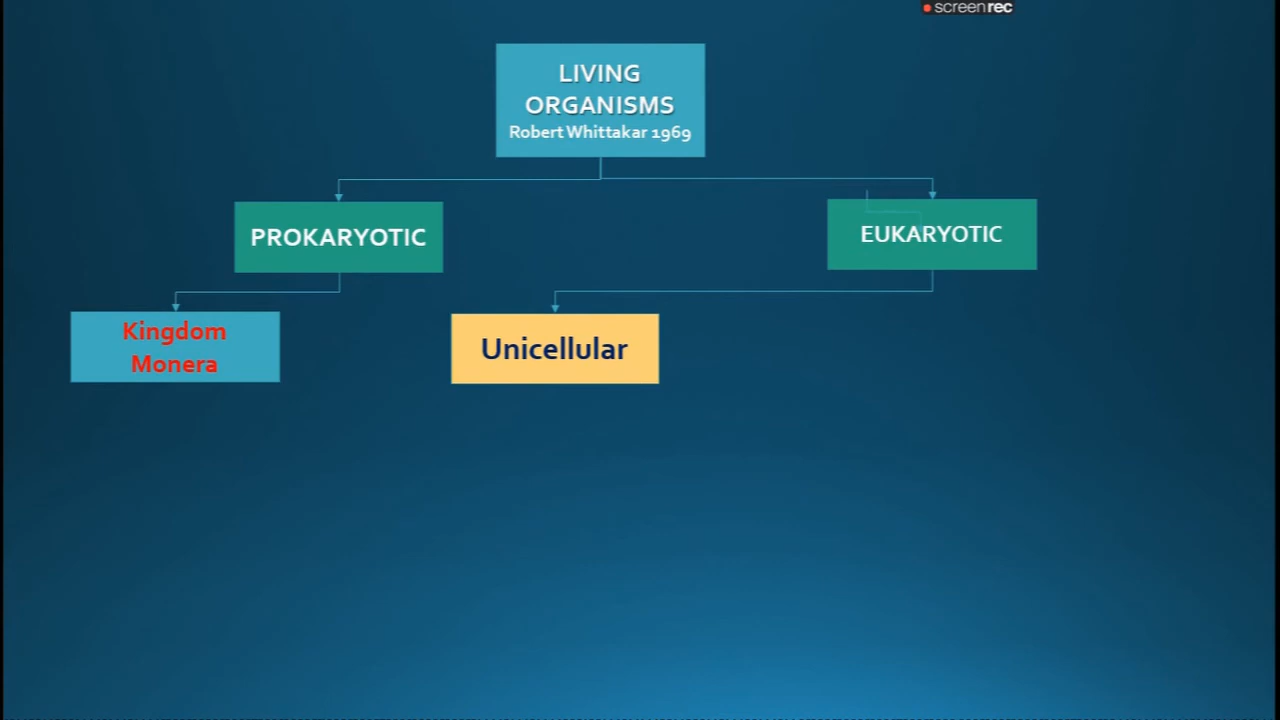 screenrec
LIVING
ORGANISMS
Robert Whittakar 1969
PROKARYOTIC
EUKARYOTIC
Kingdom
Monera
Unicellular